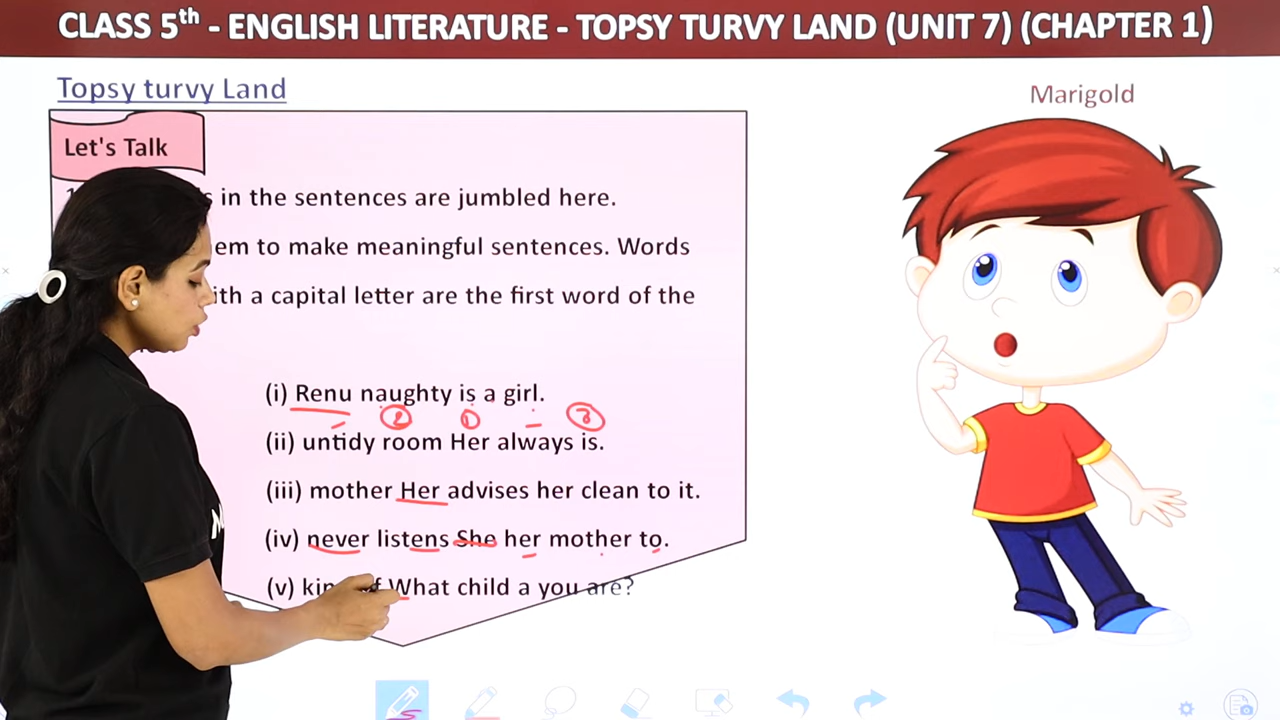 CLASS 5th - ENGLISH LITERATURE - TOPSY TURVY LAND (UNIT 7) (CHAPTER 1)
Topsy turvy Land
Marigold
Let's Talk
in the sentences are jumbled here.
to make meaningful sentences. Words
a capital letter are the first word of the
(i) Renu naughty is a girl.
(ii) untidy room Her always is.
(iii) mother Her advises her clean to it.
(iv) never listens She her mother to.
(v) What child a you are?